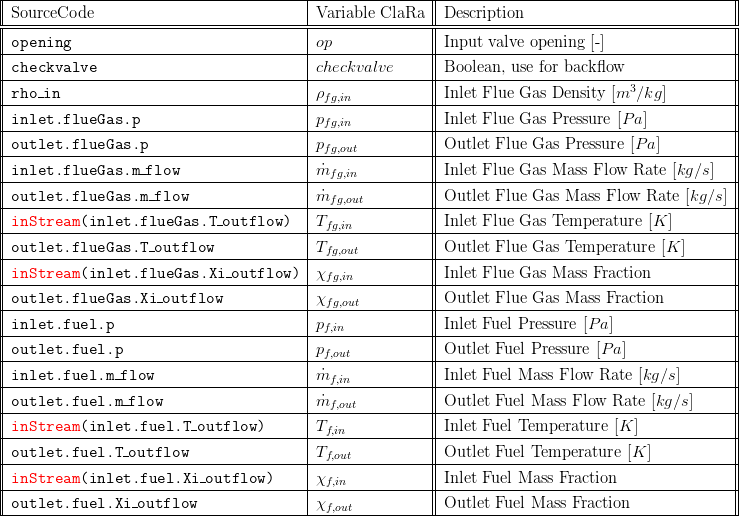 SourceCode Variable ClaRa Description
opening op Input valve opening [-]
checkvalve checkvalve Boolean, use for backflow
rho_in ρ_{fg,in} Inlet Flue Gas Density [m^3/kg]
inlet.flueGas.p p_{fg,in} Inlet Flue Gas Pressure [Pa]
outlet.flueGas.p p_{fg,out} Outlet Flue Gas Pressure [Pa]
inlet.flueGas.m_flow ṁ_{fg,in} Inlet Flue Gas Mass Flow Rate [kg/s]
outlet.flueGas.m_flow ṁ_{fg,out} Outlet Flue Gas Mass Flow Rate [kg/s]
inStream(inlet.flueGas.T_outflow) T_{fg,in} Inlet Flue Gas Temperature [K]
outlet.flueGas.T_outflow T_{fg,out} Outlet Flue Gas Temperature [K]
inStream(inlet.flueGas.Xi_outflow) χ_{fg,in} Inlet Flue Gas Mass Fraction
outlet.flueGas.Xi_outflow χ_{fg,out} Outlet Flue Gas Mass Fraction
inlet.fuel.p p_{f,in} Inlet Fuel Pressure [Pa]
outlet.fuel.p p_{f,out} Outlet Fuel Pressure [Pa]
inlet.fuel.m_flow ṁ_{f,in} Inlet Fuel Mass Flow Rate [kg/s]
outlet.fuel.m_flow ṁ_{f,out} Outlet Fuel Mass Flow Rate [kg/s]
inStream(inlet.fuel.T_outflow) T_{f,in} Inlet Fuel Temperature [K]
outlet.fuel.T_outflow T_{f,out} Outlet Fuel Temperature [K]
inStream(inlet.fuel.Xi_outflow) χ_{f,in} Inlet Fuel Mass Fraction
outlet.fuel.Xi_outflow χ_{f,out} Outlet Fuel Mass Fraction